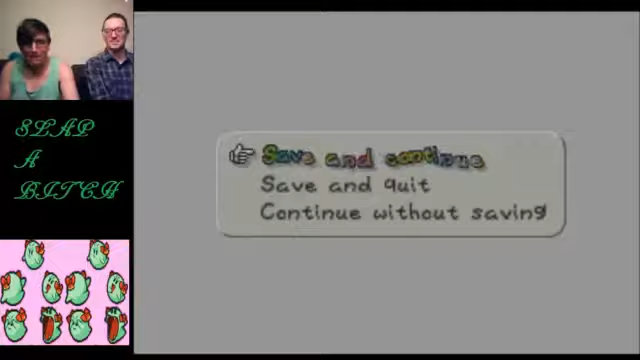 SLAP
A
BITCH
Save and continue
Save and quit
Continue without saving